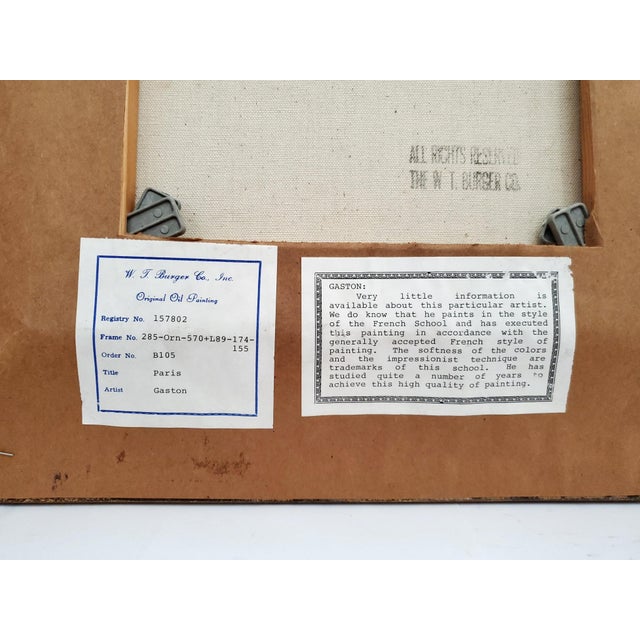 ALL RIGHTS RESERVED
THE W T. BURGER CO.
W. T. Burger Co., Inc.
Original Oil Painting
Registry No. 157802
Frame No. 285-Orn-570+L89-174-
155
Order No. B105
Title Paris
Artist Gaston
GASTON:
Very little information is
available about this particular artist.
We do know that he paints in the style
of the French School and has executed
this painting in accordance with the
generally accepted French style of
painting. The softness of the colors
and the impressionist technique are
trademarks of this school. He has
studied quite a number of years to
achieve this high quality of painting.